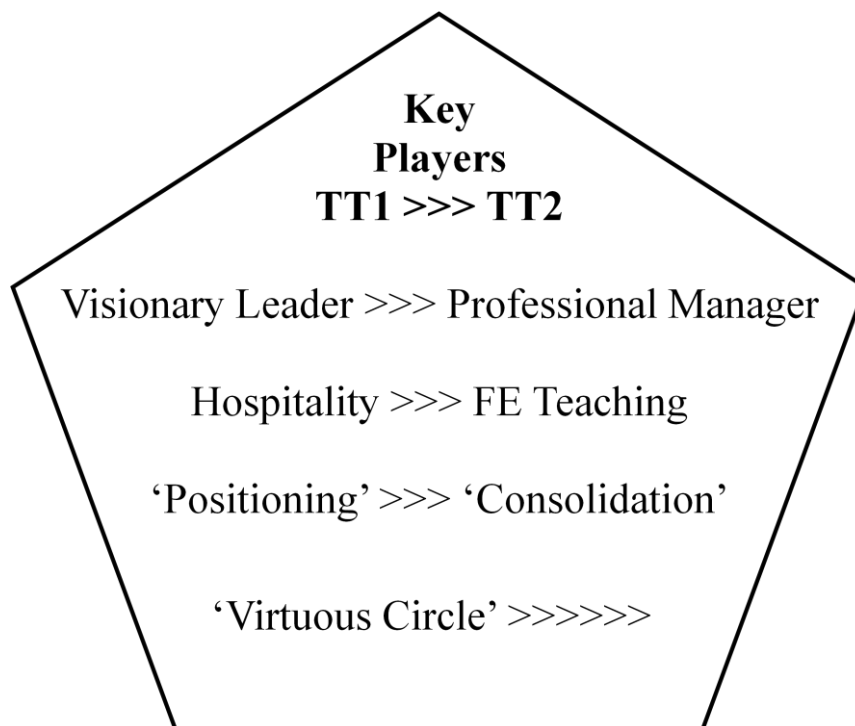 Key
Players
TT1 >>> TT2
Visionary Leader >>> Professional Manager
Hospitality >>> FE Teaching
‘Positioning’ >>> ‘Consolidation’
‘Virtuous Circle’ >>>>>>